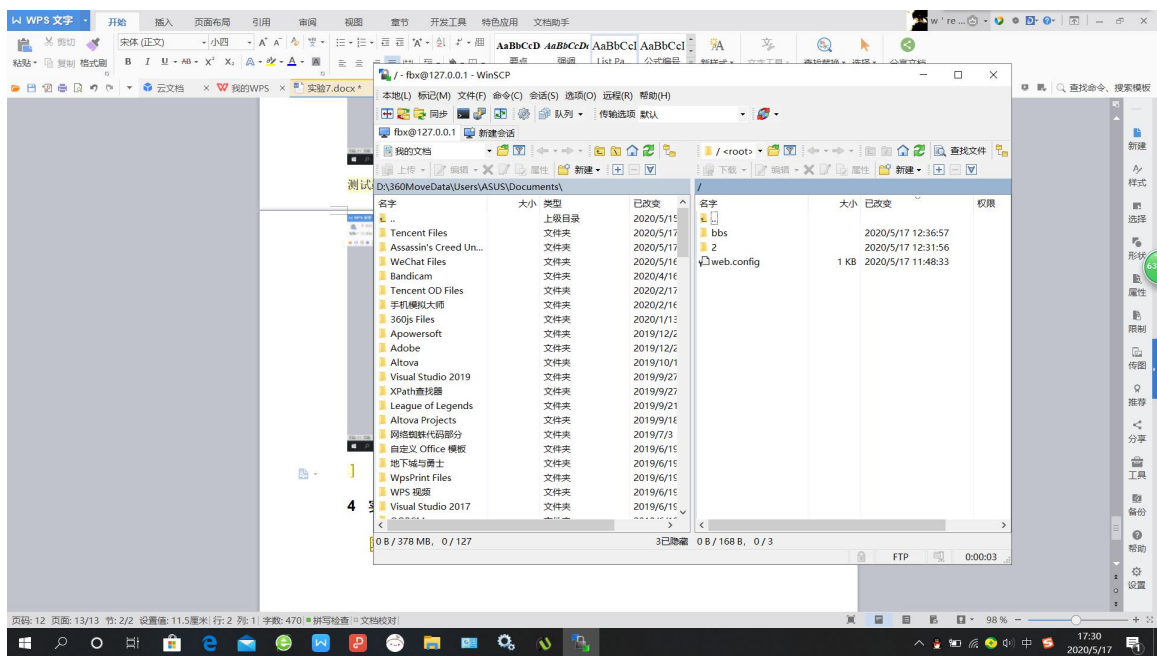 WPS 文字 开始 插入 页面布局 引用 审阅 视图 章节 开发工具 特色应用 文档助手 w ' re ...
粘贴 剪切 复制 格式刷 宋体 (正文) 小四
B I U AB X² X₂ A
AaBbCcD AaBbCcDt AaBbCcI AaBbCcI
云文档 我的WPS 实验7.docx * 查找命令、搜索模板
/ - fbx@127.0.0.1 - WinSCP
本地(L) 标记(M) 文件(F) 命令(C) 会话(S) 选项(O) 远程(R) 帮助(H)
同步 队列 传输选项 默认
fbx@127.0.0.1 新建会话
我的文档 / <root> 查找文件
上传 编辑 属性 新建 下载 编辑 属性 新建
D:\360MoveData\Users\ASUS\Documents\ /
名字 大小 类型 已改变 名字 大小 已改变 权限
.. 上级目录 2020/5/15 ..
Tencent Files 文件夹 2020/5/17 bbs 2020/5/17 12:36:57
Assassin's Creed Un... 文件夹 2020/5/17 2 2020/5/17 12:31:56
WeChat Files 文件夹 2020/5/16 web.config 1 KB 2020/5/17 11:48:33
Bandicam 文件夹 2020/4/16
Tencent OD Files 文件夹 2020/2/17
手机模拟大师 文件夹 2020/2/16
360js Files 文件夹 2020/1/13
Apowersoft 文件夹 2019/12/2
Adobe 文件夹 2019/12/2
Altova 文件夹 2019/10/1
Visual Studio 2019 文件夹 2019/9/27
XPath查找器 文件夹 2019/9/27
League of Legends 文件夹 2019/9/21
Altova Projects 文件夹 2019/9/18
网络蜘蛛代码部分 文件夹 2019/7/3
自定义 Office 模板 文件夹 2019/6/19
地下城与勇士 文件夹 2019/6/19
WpsPrint Files 文件夹 2019/6/19
WPS 视频 文件夹 2019/6/19
Visual Studio 2017 文件夹 2019/6/19
0 B / 378 MB, 0 / 127 3已隐藏 0 B / 168 B, 0 / 3
FTP 0:00:03
测试
4
新建
样式
选择
形状
63
属性
限制
传图
推荐
分享
工具
备份
帮助
设置
页码: 12 页面: 13/13 节: 2/2 设置值: 11.5厘米 行: 2 列: 1 字数: 470 拼写检查 文档校对 98 %
中 17:30
2020/5/17